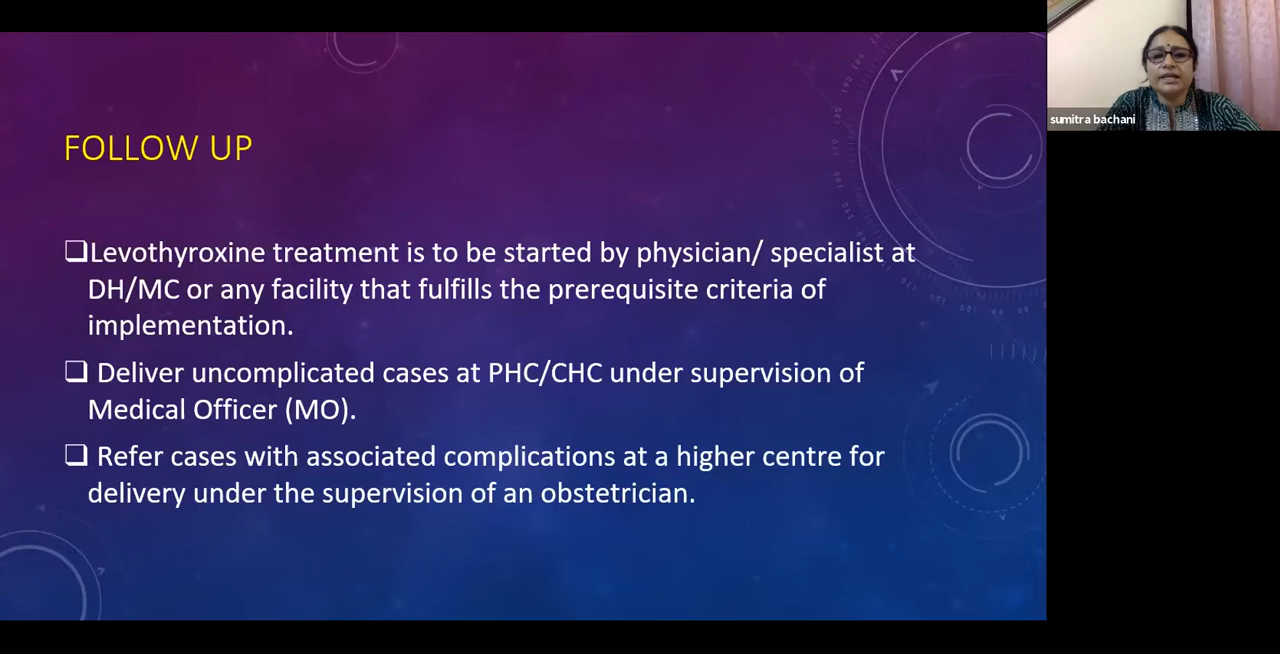 FOLLOW UP
❑Levothyroxine treatment is to be started by physician/ specialist at
DH/MC or any facility that fulfills the prerequisite criteria of
implementation.
❑ Deliver uncomplicated cases at PHC/CHC under supervision of
Medical Officer (MO).
❑ Refer cases with associated complications at a higher centre for
delivery under the supervision of an obstetrician.
sumitra bachani